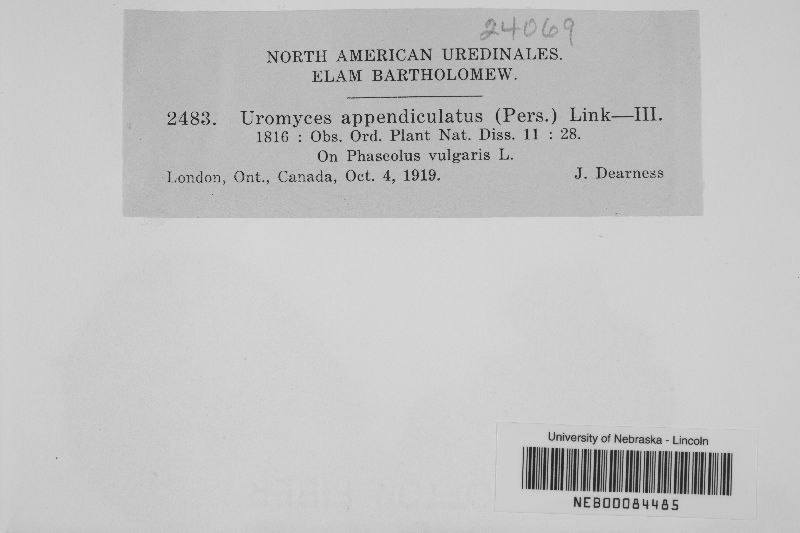 24069
NORTH AMERICAN UREDINALES.
ELAM BARTHOLOMEW.
2483. Uromyces appendiculatus (Pers.) Link—III.
1816 : Obs. Ord. Plant Nat. Diss. 11 : 28.
On Phaseolus vulgaris L.
London, Ont., Canada, Oct. 4, 1919. J. Dearness
University of Nebraska - Lincoln
NEB00084485